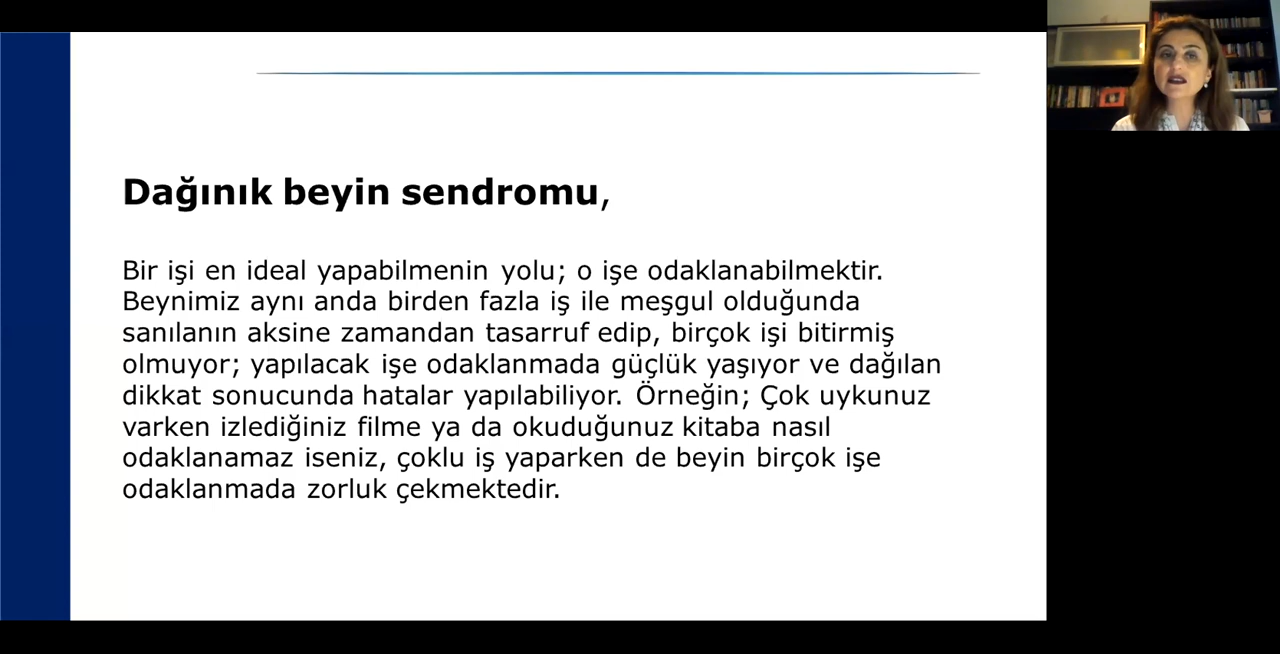 Dağınık beyin sendromu,
Bir işi en ideal yapabilmenin yolu; o işe odaklanabilmektir.
Beynimiz aynı anda birden fazla iş ile meşgul olduğunda
sanılanın aksine zamandan tasarruf edip, birçok işi bitirmiş
olmuyor; yapılacak işe odaklanmada güçlük yaşıyor ve dağılan
dikkat sonucunda hatalar yapılabiliyor. Örneğin; Çok uykunuz
varken izlediğiniz filme ya da okuduğunuz kitaba nasıl
odaklanamaz iseniz, çoklu iş yaparken de beyin birçok işe
odaklanmada zorluk çekmektedir.